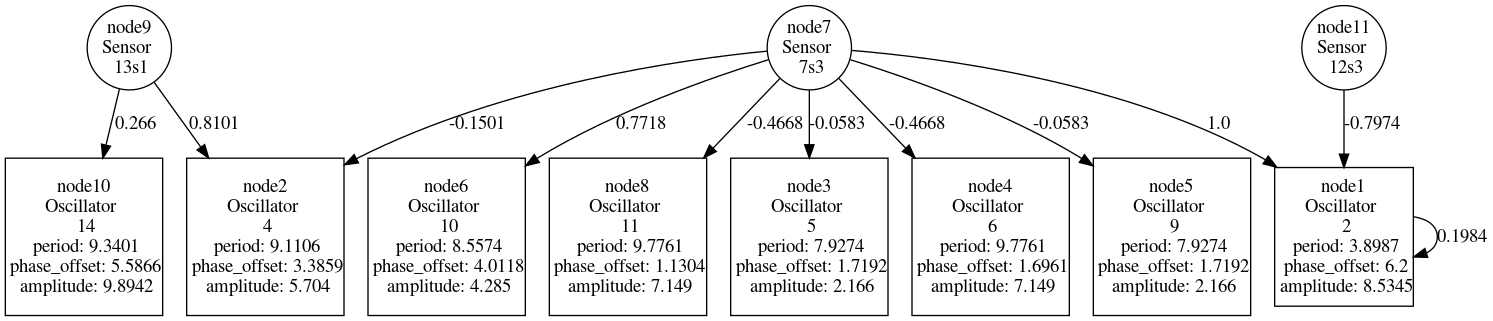 node9
Sensor
13s1
node7
Sensor
7s3
node11
Sensor
12s3
0.266
0.8101
-0.1501
0.7718
-0.4668
-0.0583
-0.4668
-0.0583
1.0
-0.7974
node10
Oscillator
14
period: 9.3401
phase_offset: 5.5866
amplitude: 9.8942
node2
Oscillator
4
period: 9.1106
phase_offset: 3.3859
amplitude: 5.704
node6
Oscillator
10
period: 8.5574
phase_offset: 4.0118
amplitude: 4.285
node8
Oscillator
11
period: 9.7761
phase_offset: 1.1304
amplitude: 7.149
node3
Oscillator
5
period: 7.9274
phase_offset: 1.7192
amplitude: 2.166
node4
Oscillator
6
period: 9.7761
phase_offset: 1.6961
amplitude: 7.149
node5
Oscillator
9
period: 7.9274
phase_offset: 1.7192
amplitude: 2.166
node1
Oscillator
2
period: 3.8987
phase_offset: 6.2
amplitude: 8.5345
0.1984